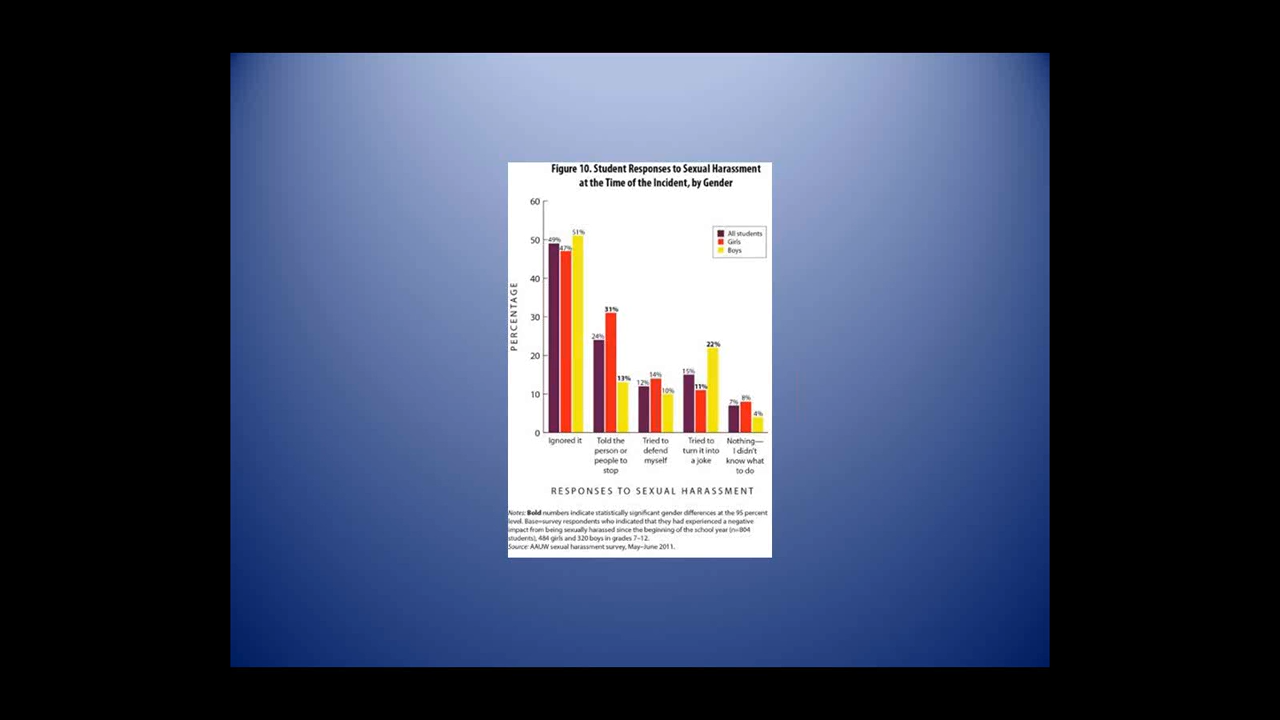 Figure 10. Student Responses to Sexual Harassment
at the Time of the Incident, by Gender
60
50
40
30
20
10
0
PERCENTAGE
All students
Girls
Boys
49%
47%
51%
24%
31%
13%
12%
14%
10%
15%
11%
22%
7%
8%
4%
Ignored it
Told the
person or
people to
stop
Tried to
defend
myself
Tried to
turn it into
a joke
Nothing—
I didn't
know what
to do
RESPONSES TO SEXUAL HARASSMENT
Notes: Bold numbers indicate statistically significant gender differences at the 95 percent
level. Base=survey respondents who indicated that they had experienced a negative
impact from being sexually harassed since the beginning of the school year (n=804
students), 484 girls and 320 boys in grades 7–12.
Source: AAUW sexual harassment survey, May–June 2011.